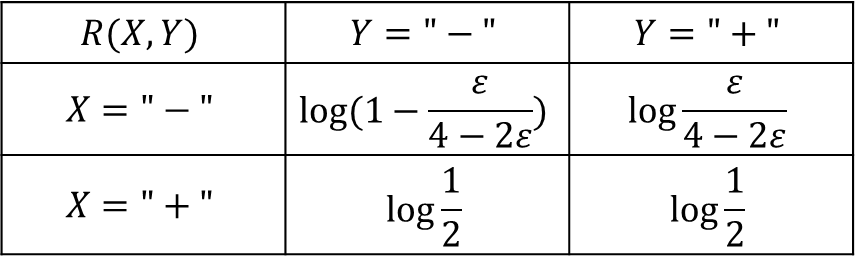 R(X,Y) Y = " − " Y = " + "
X = " − " log(1 − ε/(4 − 2ε)) log ε/(4 − 2ε)
X = " + " log 1/2 log 1/2